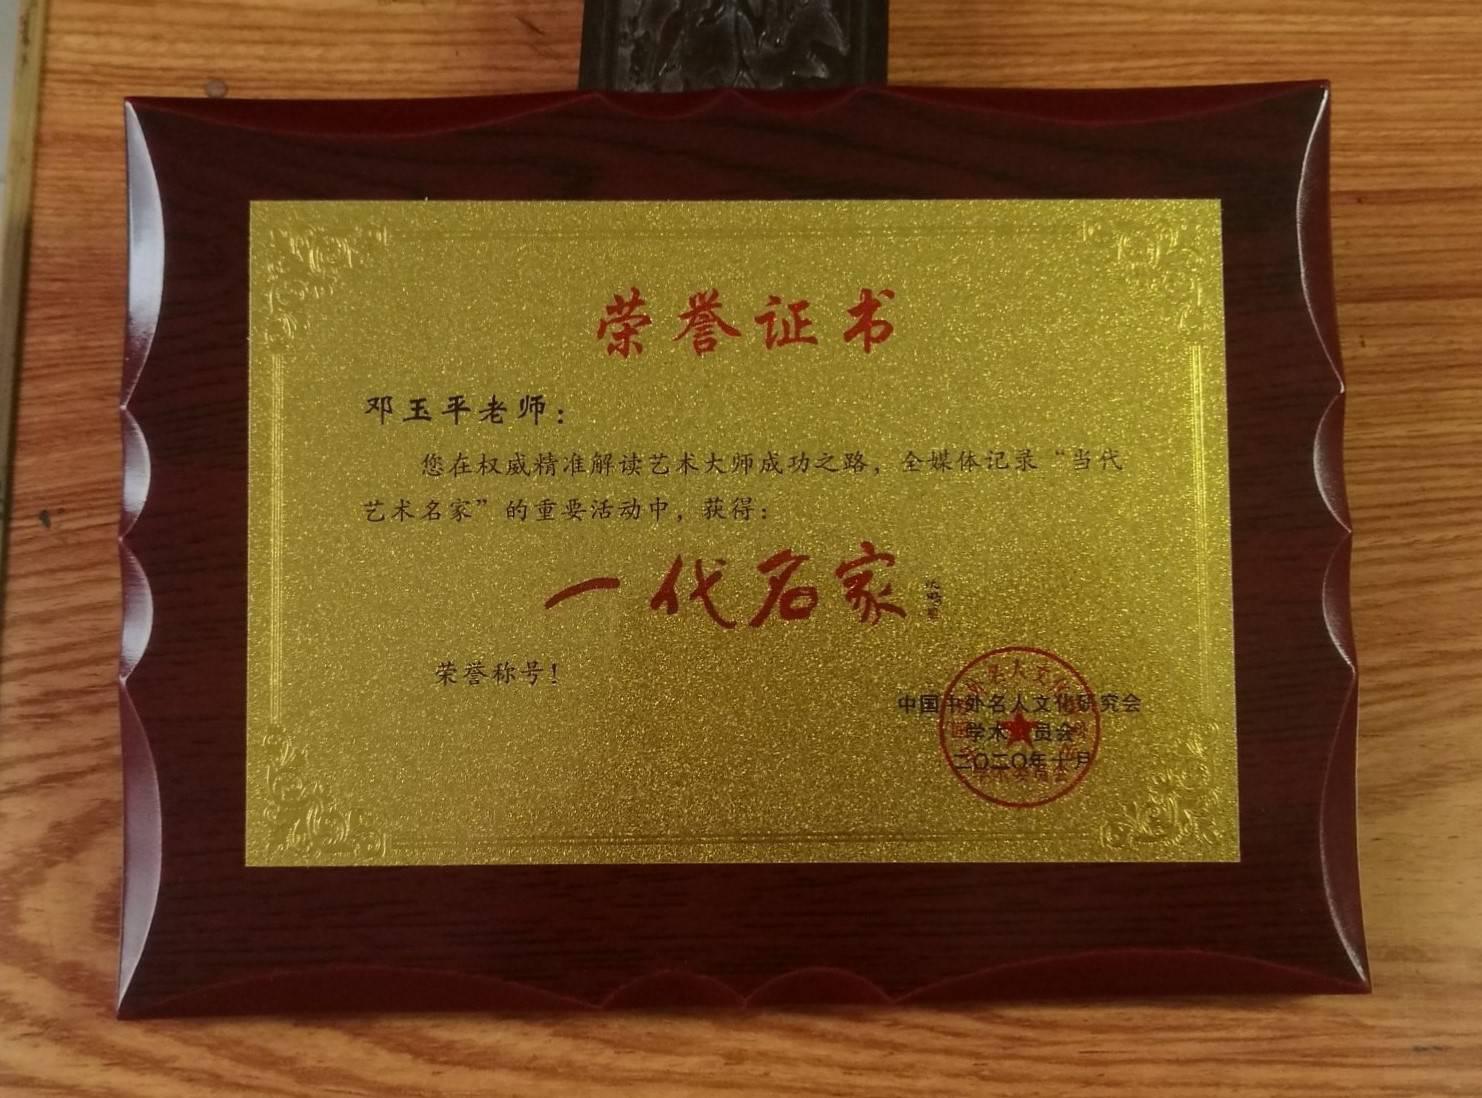 荣誉证书
邓玉平老师：
您在权威精准解读艺术大师成功之路，全媒体记录“当代
艺术名家”的重要活动中，获得：
一代名家
荣誉称号！
中国中外名人文化研究会
学术委员会
二〇二〇年十月